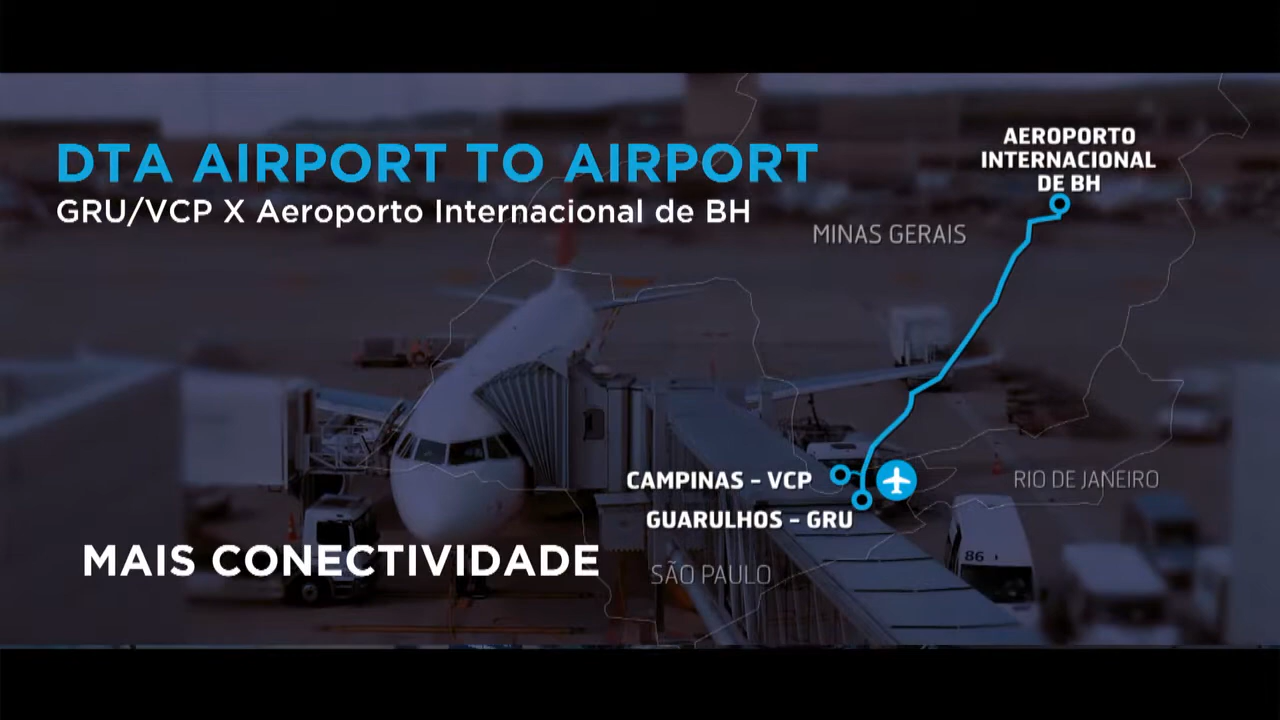 DTA AIRPORT TO AIRPORT
GRU/VCP X Aeroporto Internacional de BH
AEROPORTO
INTERNACIONAL
DE BH
MINAS GERAIS
CAMPINAS – VCP
GUARULHOS – GRU
RIO DE JANEIRO
MAIS CONECTIVIDADE
SÃO PAULO
86